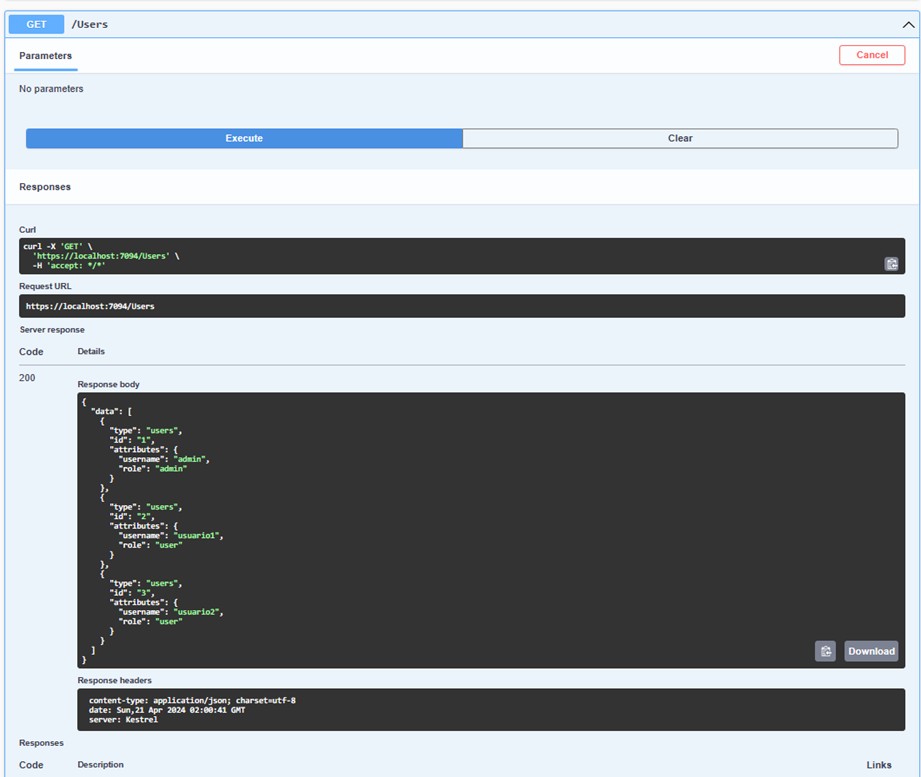 GET /Users
Parameters
Cancel
No parameters
Execute
Clear
Responses
Curl
curl -X 'GET' \
  'https://localhost:7094/Users' \
  -H 'accept: */*'
Request URL
https://localhost:7094/Users
Server response
Code Details
200
Response body
{
  "data": [
    {
      "type": "users",
      "id": "1",
      "attributes": {
        "username": "admin",
        "role": "admin"
      }
    },
    {
      "type": "users",
      "id": "2",
      "attributes": {
        "username": "usuario1",
        "role": "user"
      }
    },
    {
      "type": "users",
      "id": "3",
      "attributes": {
        "username": "usuario2",
        "role": "user"
      }
    }
  ]
}
Download
Response headers
content-type: application/json; charset=utf-8
date: Sun,21 Apr 2024 02:00:41 GMT
server: Kestrel
Responses
Code Description Links